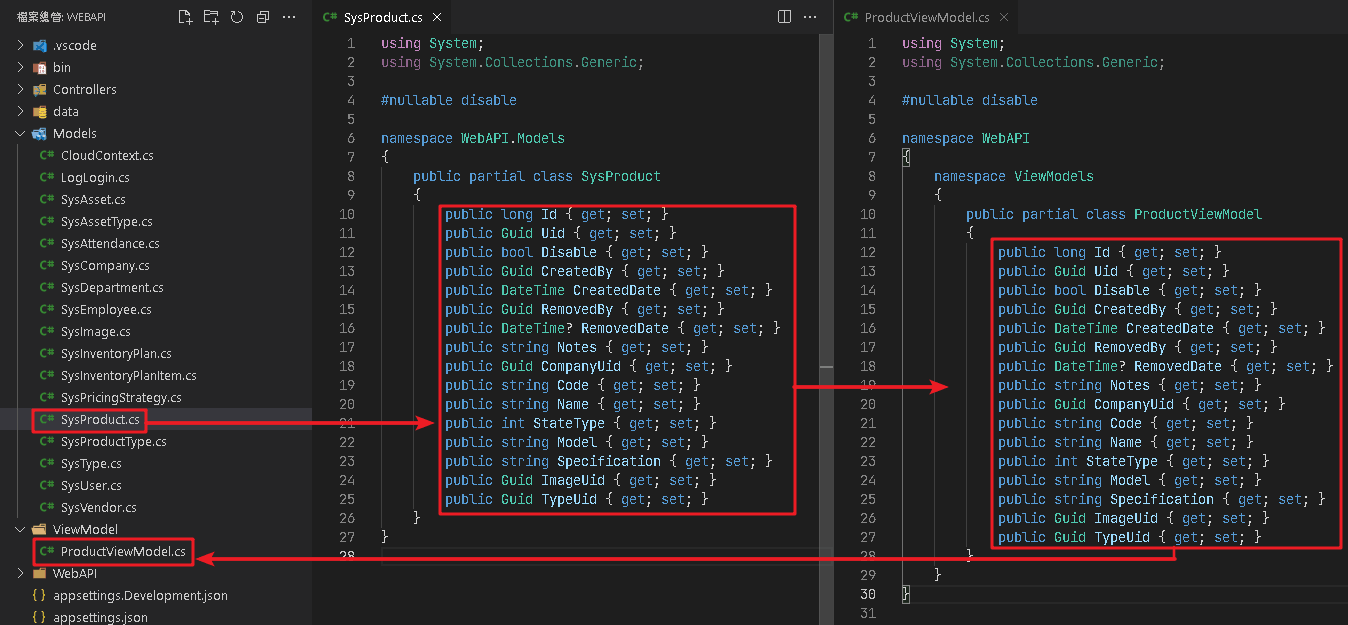 檔案總管: WEBAPI
.vscode
bin
Controllers
data
Models
C# CloudContext.cs
C# LogLogin.cs
C# SysAsset.cs
C# SysAssetType.cs
C# SysAttendance.cs
C# SysCompany.cs
C# SysDepartment.cs
C# SysEmployee.cs
C# SysImage.cs
C# SysInventoryPlan.cs
C# SysInventoryPlanItem.cs
C# SysPricingStrategy.cs
C# SysProduct.cs
C# SysProductType.cs
C# SysType.cs
C# SysUser.cs
C# SysVendor.cs
ViewModel
C# ProductViewModel.cs
WebAPI
{} appsettings.Development.json
{} appsettings.json
C# SysProduct.cs
1 using System;
2 using System.Collections.Generic;
3
4 #nullable disable
5
6 namespace WebAPI.Models
7 {
8 public partial class SysProduct
9 {
10 public long Id { get; set; }
11 public Guid Uid { get; set; }
12 public bool Disable { get; set; }
13 public Guid CreatedBy { get; set; }
14 public DateTime CreatedDate { get; set; }
15 public Guid RemovedBy { get; set; }
16 public DateTime? RemovedDate { get; set; }
17 public string Notes { get; set; }
18 public Guid CompanyUid { get; set; }
19 public string Code { get; set; }
20 public string Name { get; set; }
21 public int StateType { get; set; }
22 public string Model { get; set; }
23 public string Specification { get; set; }
24 public Guid ImageUid { get; set; }
25 public Guid TypeUid { get; set; }
26 }
27 }
28
C# ProductViewModel.cs
1 using System;
2 using System.Collections.Generic;
3
4 #nullable disable
5
6 namespace WebAPI
7 {
8 namespace ViewModels
9 {
10 public partial class ProductViewModel
11 {
12 public long Id { get; set; }
13 public Guid Uid { get; set; }
14 public bool Disable { get; set; }
15 public Guid CreatedBy { get; set; }
16 public DateTime CreatedDate { get; set; }
17 public Guid RemovedBy { get; set; }
18 public DateTime? RemovedDate { get; set; }
19 public string Notes { get; set; }
20 public Guid CompanyUid { get; set; }
21 public string Code { get; set; }
22 public string Name { get; set; }
23 public int StateType { get; set; }
24 public string Model { get; set; }
25 public string Specification { get; set; }
26 public Guid ImageUid { get; set; }
27 public Guid TypeUid { get; set; }
28 }
29 }
30 }
31